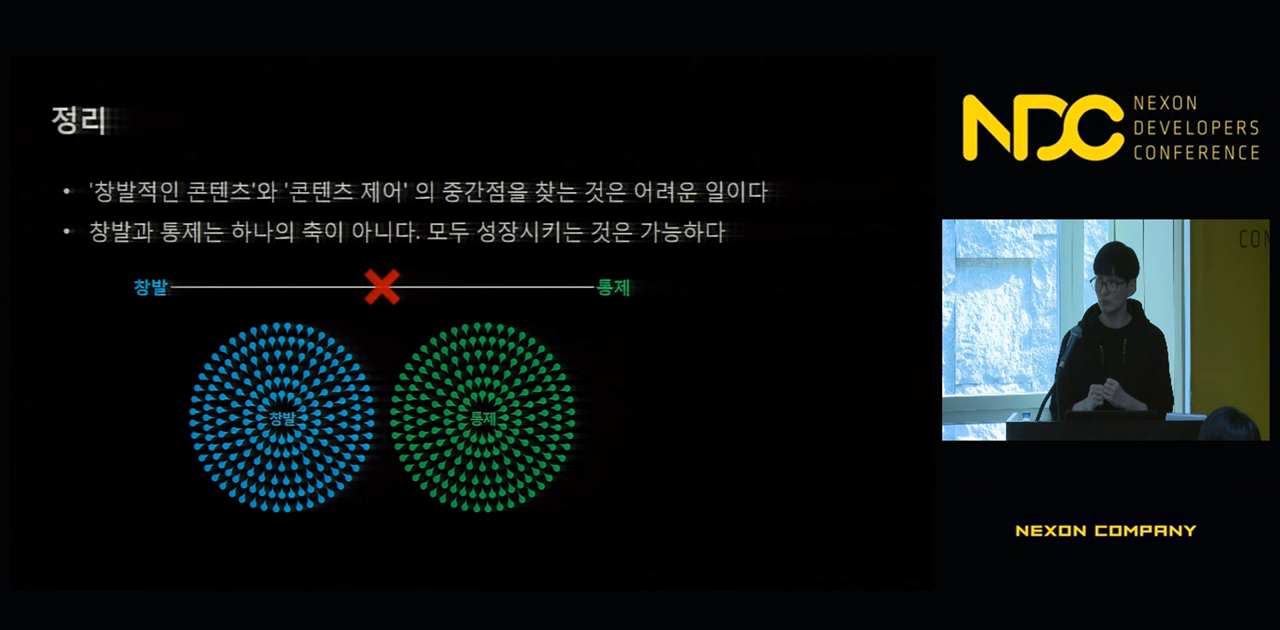 정리
• '창발적인 콘텐츠'와 '콘텐츠 제어' 의 중간점을 찾는 것은 어려운 일이다
• 창발과 통제는 하나의 축이 아니다. 모두 성장시키는 것은 가능하다
창발 통제
창발 통제
NDC
NEXON
DEVELOPERS
CONFERENCE
CON
NEXON COMPANY